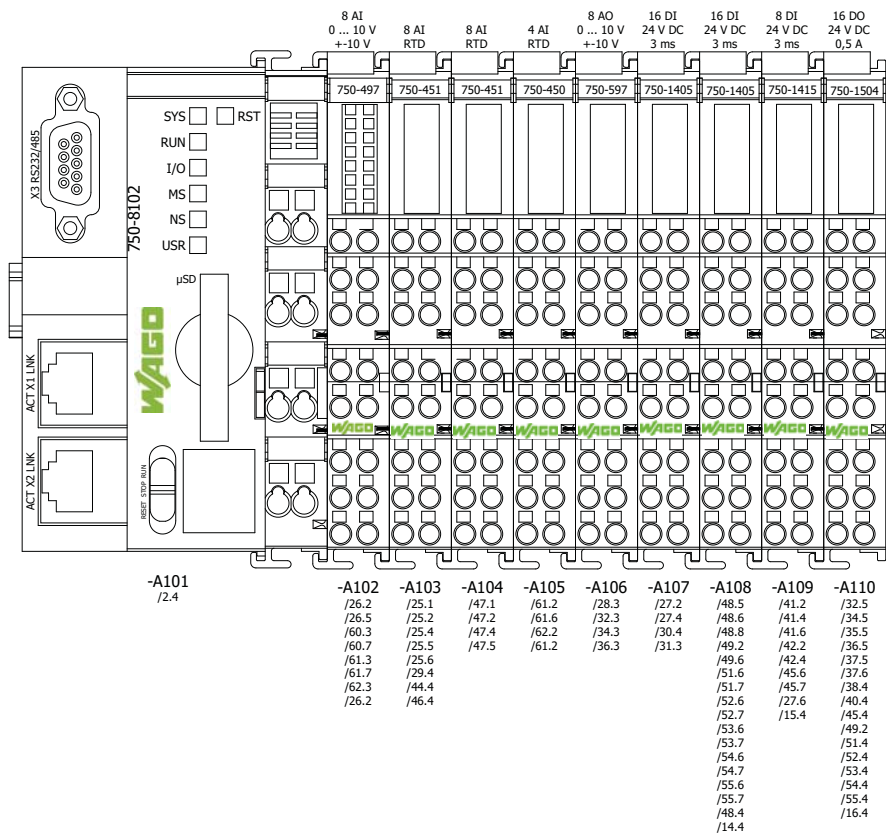 8 AI
0 ... 10 V
+-10 V
8 AI
RTD
8 AI
RTD
4 AI
RTD
8 AO
0 ... 10 V
+-10 V
16 DI
24 V DC
3 ms
16 DI
24 V DC
3 ms
8 DI
24 V DC
3 ms
16 DO
24 V DC
0,5 A
750-497
750-451
750-451
750-450
750-597
750-1405
750-1405
750-1415
750-1504
X3 RS232/485
750-8102
SYS
RST
RUN
I/O
MS
NS
USR
µSD
WAGO
ACT X1 LNK
ACT X2 LNK
RESET STOP RUN
WAGO
WAGO
WAGO
WAGO
WAGO
WAGO
WAGO
WAGO
WAGO
-A101
/2.4
-A102
/26.2
/26.5
/60.3
/60.7
/61.3
/61.7
/62.3
/26.2
-A103
/25.1
/25.2
/25.4
/25.5
/25.6
/29.4
/44.4
/46.4
-A104
/47.1
/47.2
/47.4
/47.5
-A105
/61.2
/61.6
/62.2
/61.2
-A106
/28.3
/32.3
/34.3
/36.3
-A107
/27.2
/27.4
/30.4
/31.3
-A108
/48.5
/48.6
/48.8
/49.2
/49.6
/51.6
/51.7
/52.6
/52.7
/53.6
/53.7
/54.6
/54.7
/55.6
/55.7
/48.4
/14.4
-A109
/41.2
/41.4
/41.6
/42.2
/42.4
/45.6
/45.7
/27.6
/15.4
-A110
/32.5
/34.5
/35.5
/36.5
/37.5
/37.6
/38.4
/40.4
/45.4
/49.2
/51.4
/52.4
/53.4
/54.4
/55.4
/16.4